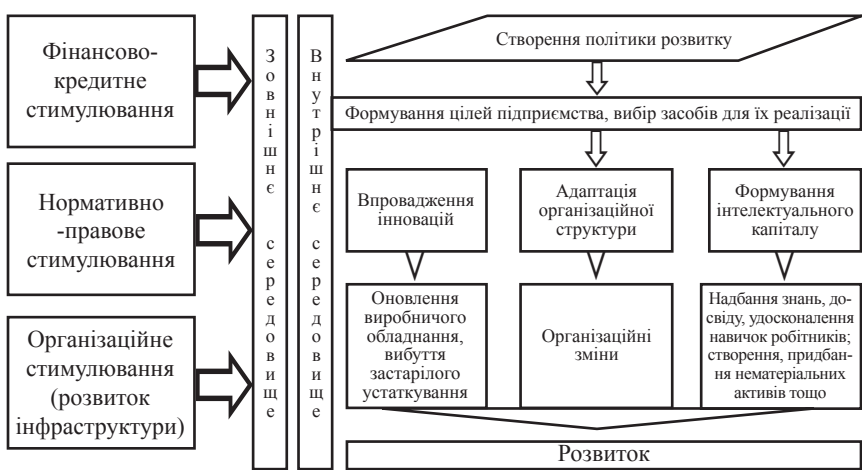 Фінансово-
кредитне
стимулювання
Нормативно
-правове
стимулювання
Організаційне
стимулювання
(розвиток
інфраструктури)
Зовнішнє середовище
Внутрішнє середовище
Створення політики розвитку
Формування цілей підприємства, вибір засобів для їх реалізації
Впровадження
інновацій
Адаптація
організаційної
структури
Формування
інтелектуального
капіталу
Оновлення
виробничого
обладнання,
вибуття
застарілого
устаткування
Організаційні
зміни
Надбання знань, до-
свіду, удосконалення
навичок робітників;
створення, придбан-
ня нематеріальних
активів тощо
Розвиток